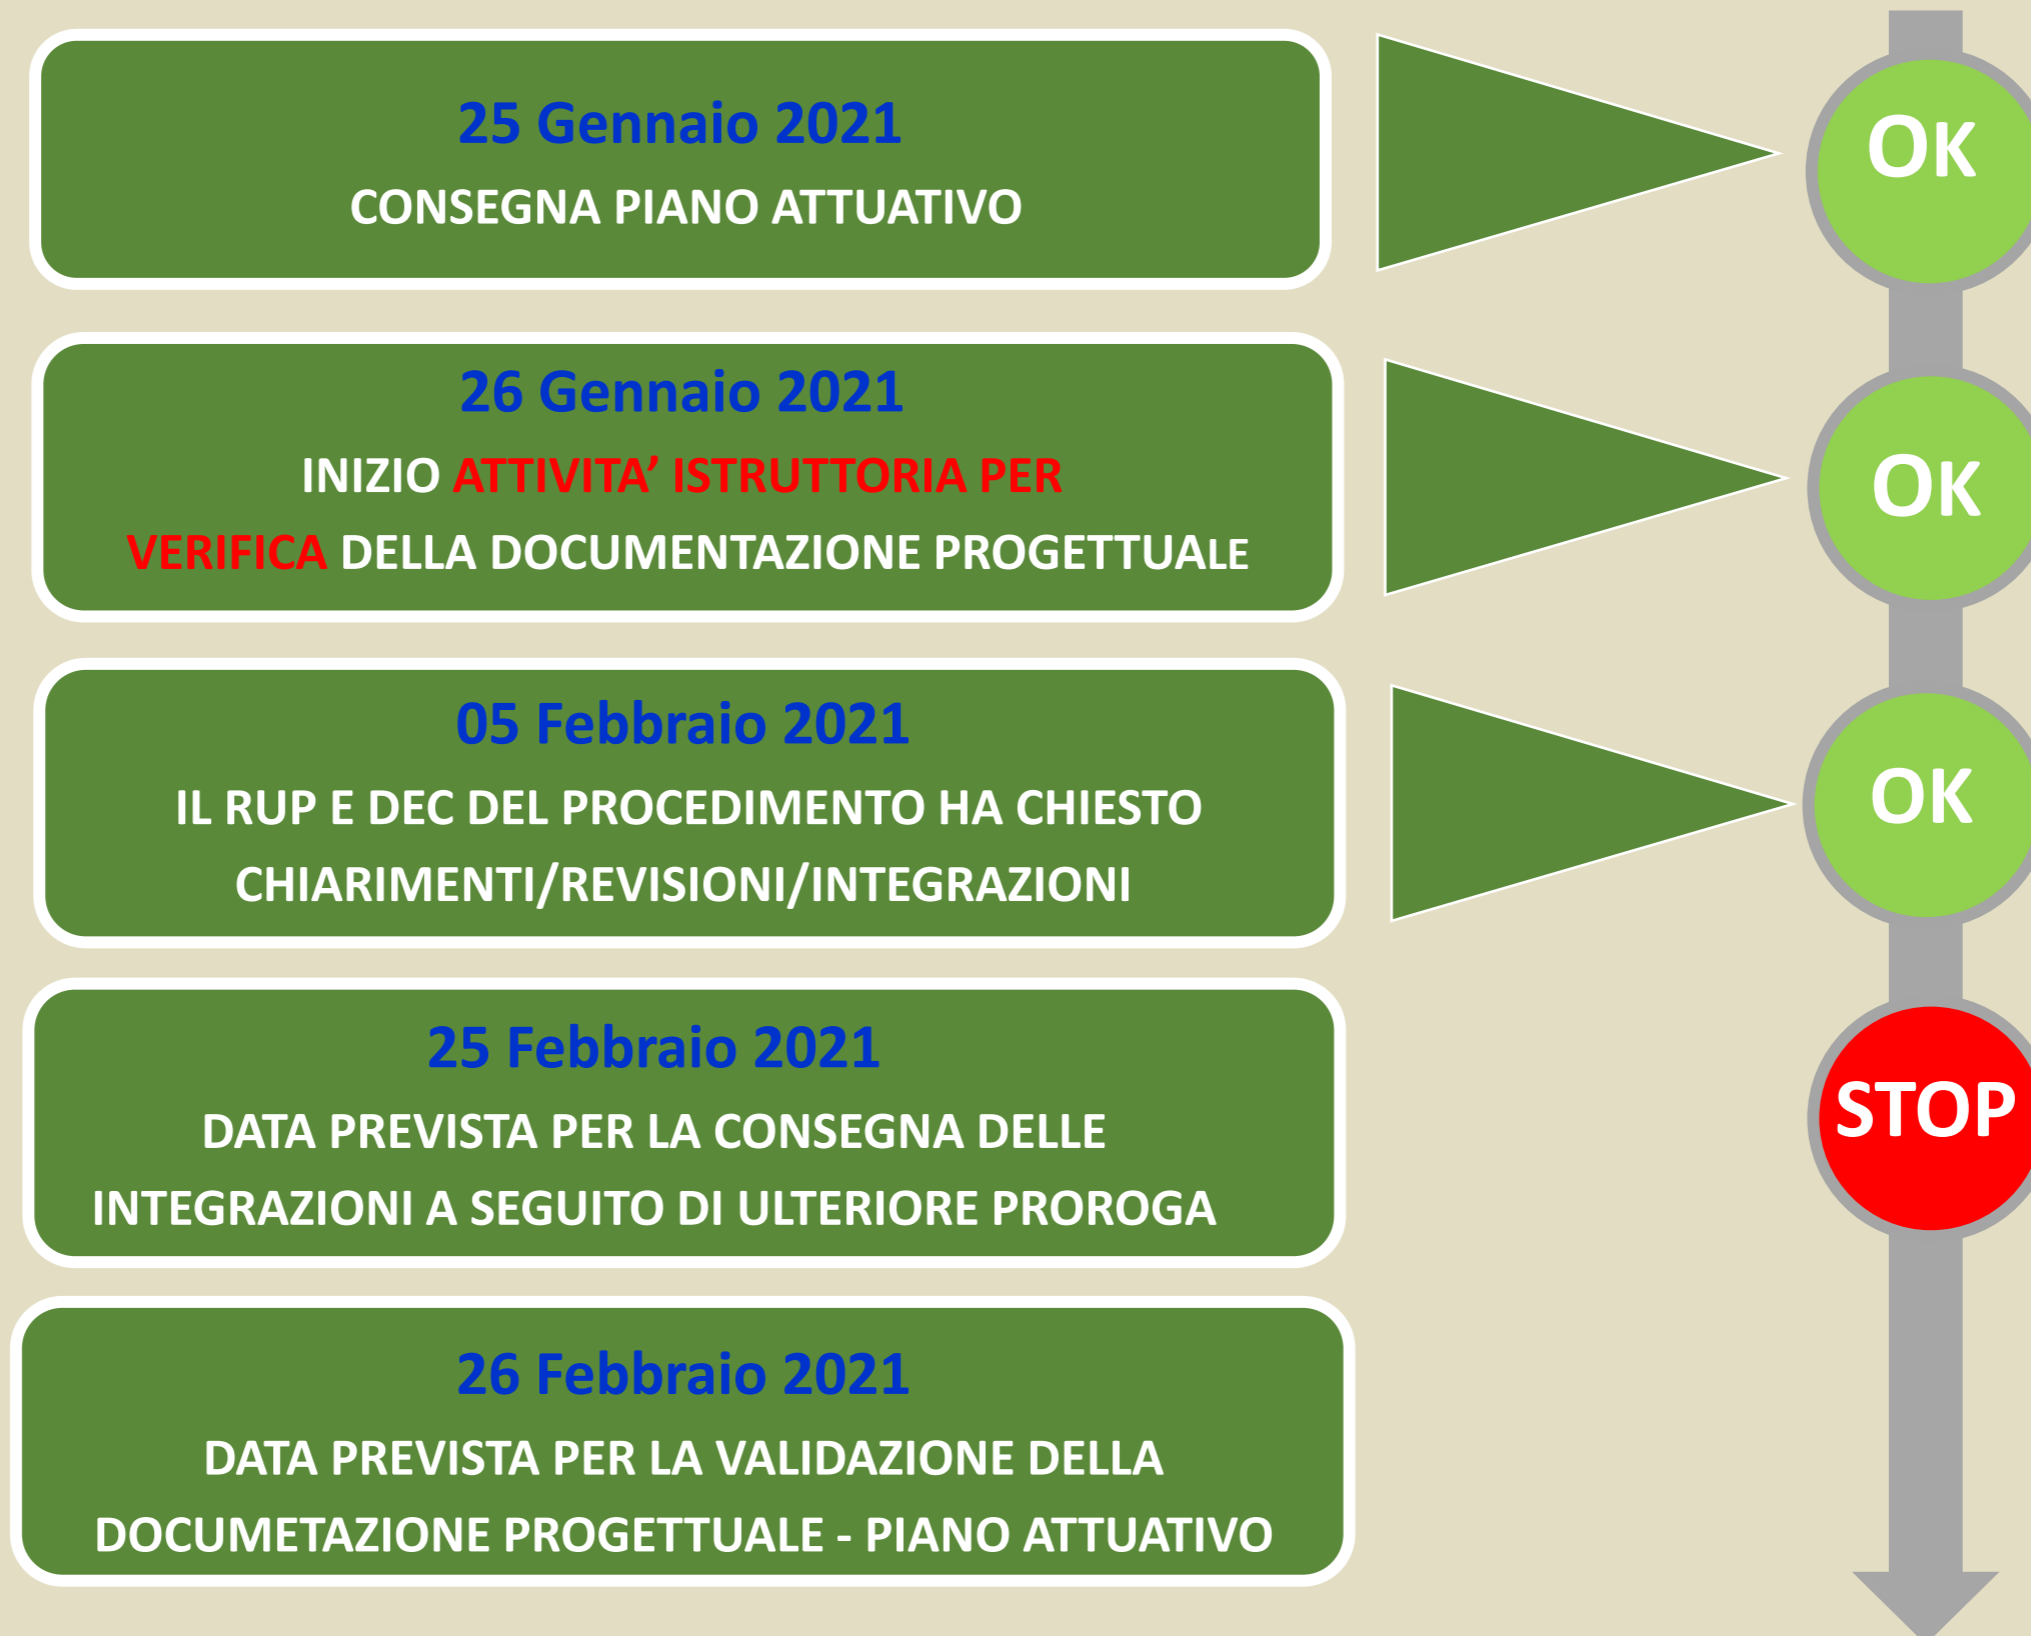 25 Gennaio 2021
CONSEGNA PIANO ATTUATIVO
OK
26 Gennaio 2021
INIZIO ATTIVITA’ ISTRUTTORIA PER
VERIFICA DELLA DOCUMENTAZIONE PROGETTUALE
OK
05 Febbraio 2021
IL RUP E DEC DEL PROCEDIMENTO HA CHIESTO
CHIARIMENTI/REVISIONI/INTEGRAZIONI
OK
25 Febbraio 2021
DATA PREVISTA PER LA CONSEGNA DELLE
INTEGRAZIONI A SEGUITO DI ULTERIORE PROROGA
STOP
26 Febbraio 2021
DATA PREVISTA PER LA VALIDAZIONE DELLA
DOCUMETAZIONE PROGETTUALE - PIANO ATTUATIVO